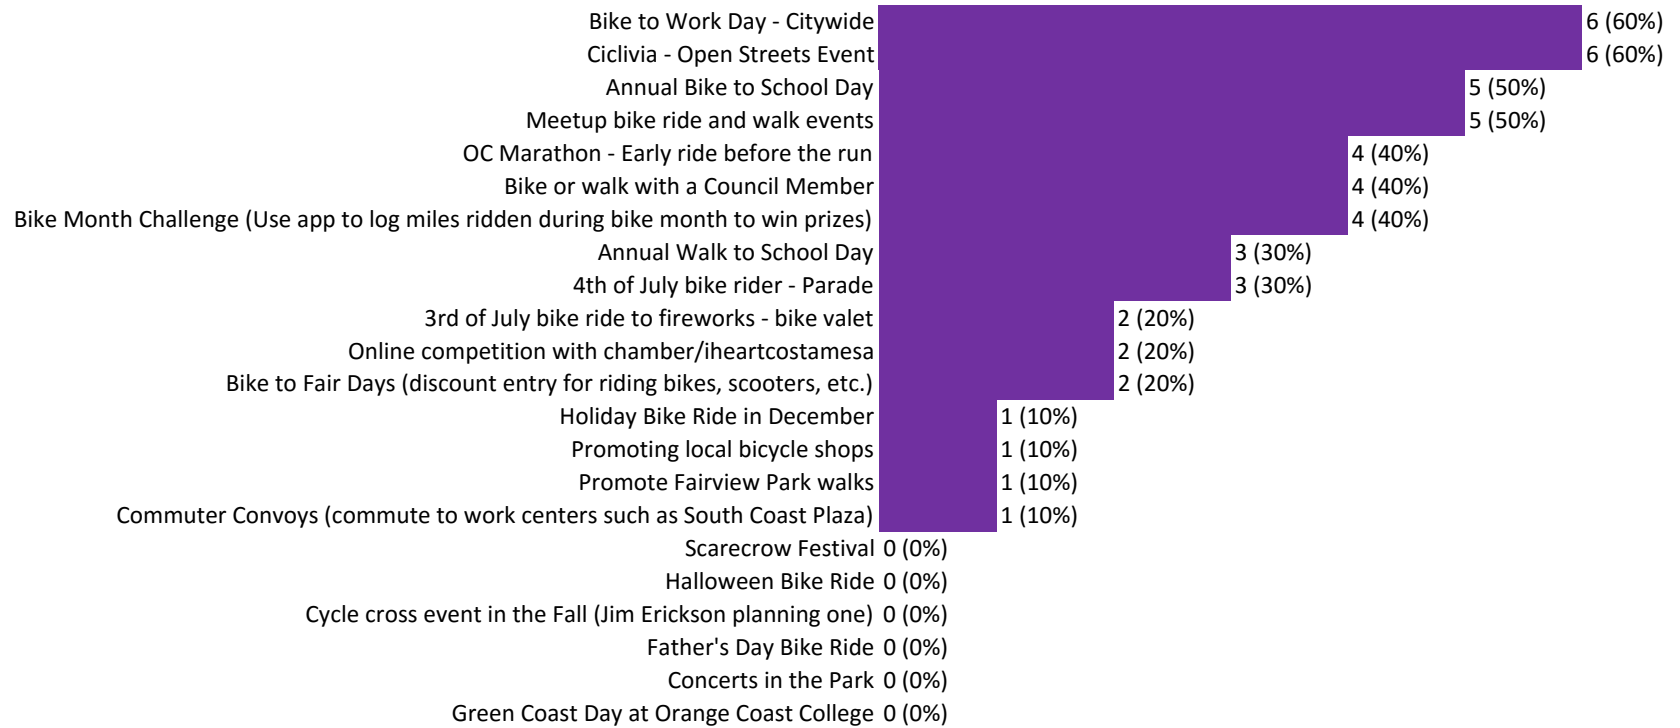 Bike to Work Day - Citywide 6 (60%)
Ciclivia - Open Streets Event 6 (60%)
Annual Bike to School Day 5 (50%)
Meetup bike ride and walk events 5 (50%)
OC Marathon - Early ride before the run 4 (40%)
Bike or walk with a Council Member 4 (40%)
Bike Month Challenge (Use app to log miles ridden during bike month to win prizes) 4 (40%)
Annual Walk to School Day 3 (30%)
4th of July bike rider - Parade 3 (30%)
3rd of July bike ride to fireworks - bike valet 2 (20%)
Online competition with chamber/iheartcostamesa 2 (20%)
Bike to Fair Days (discount entry for riding bikes, scooters, etc.) 2 (20%)
Holiday Bike Ride in December 1 (10%)
Promoting local bicycle shops 1 (10%)
Promote Fairview Park walks 1 (10%)
Commuter Convoys (commute to work centers such as South Coast Plaza) 1 (10%)
Scarecrow Festival 0 (0%)
Halloween Bike Ride 0 (0%)
Cycle cross event in the Fall (Jim Erickson planning one) 0 (0%)
Father's Day Bike Ride 0 (0%)
Concerts in the Park 0 (0%)
Green Coast Day at Orange Coast College 0 (0%)